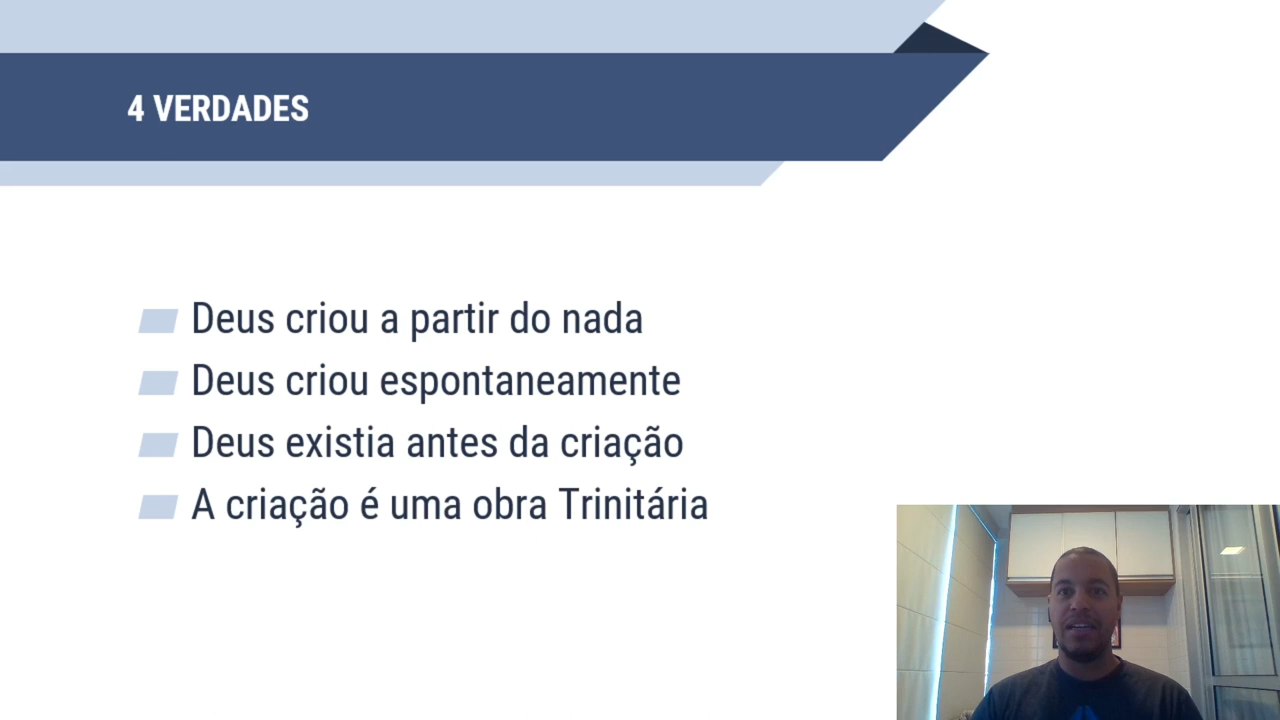 4 VERDADES
Deus criou a partir do nada
Deus criou espontaneamente
Deus existia antes da criação
A criação é uma obra Trinitária